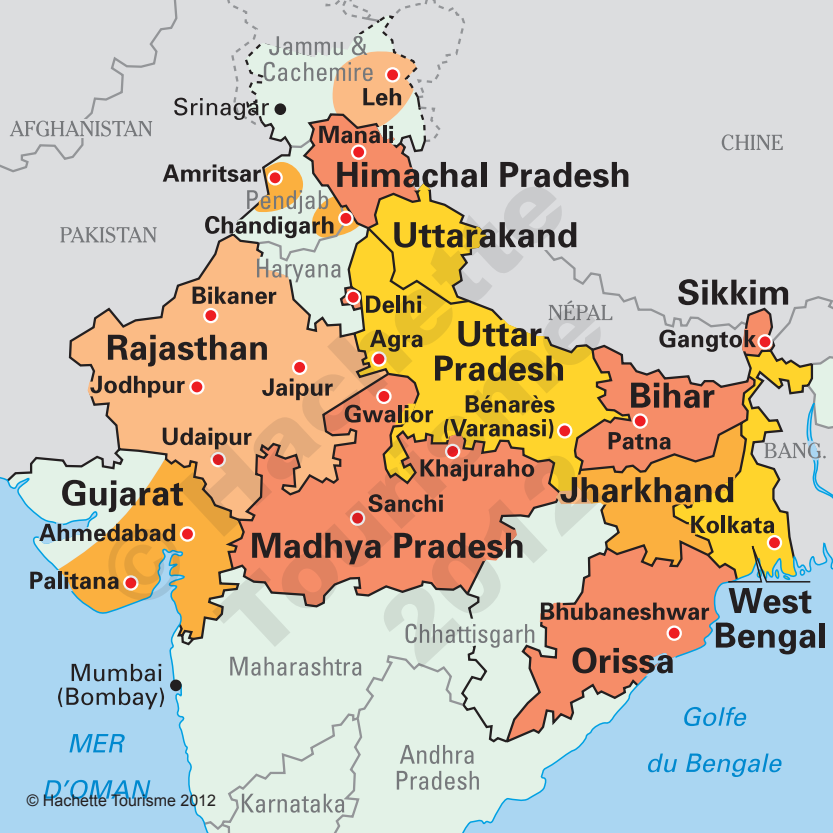 Jammu &
Cachemire
Leh
Srinagar
AFGHANISTAN
Manali
CHINE
Amritsar
Himachal Pradesh
Pendjab
Chandigarh
PAKISTAN
Uttarakand
Haryana
Bikaner
Delhi
Sikkim
NÉPAL
Rajasthan
Agra
Uttar
Pradesh
Gangtok
Jodhpur
Jaipur
Gwalior
Bénarès
(Varanasi)
Bihar
Patna
Udaipur
Khajuraho
BANG.
Gujarat
Jharkhand
Sanchi
Ahmedabad
Kolkata
Madhya Pradesh
Palitana
West
Bengal
Bhubaneshwar
Chhattisgarh
Orissa
Maharashtra
Mumbai
(Bombay)
Golfe
du Bengale
MER
D'OMAN
Andhra
Pradesh
© Hachette Tourisme 2012
Karnataka
© Hachette
Tourisme
2012